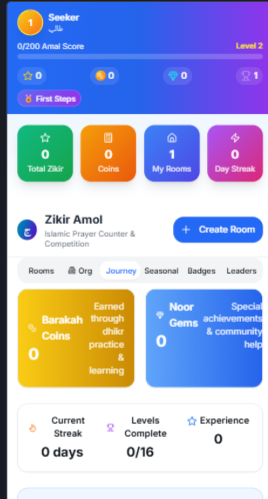 1
Seeker
طالب
0/200 Amal Score
Level 2
0
0
0
1
First Steps
0
Total Zikir
0
Coins
1
My Rooms
0
Day Streak
Zikir Amol
Islamic Prayer Counter &
Competition
+ Create Room
Rooms
Org
Journey
Seasonal
Badges
Leaders
Barakah
Coins
0
Earned
through
dhikr
practice
&
learning
Noor
Gems
0
Special
achievements
& community
help
Current
Streak
0 days
Levels
Complete
0/16
Experience
0